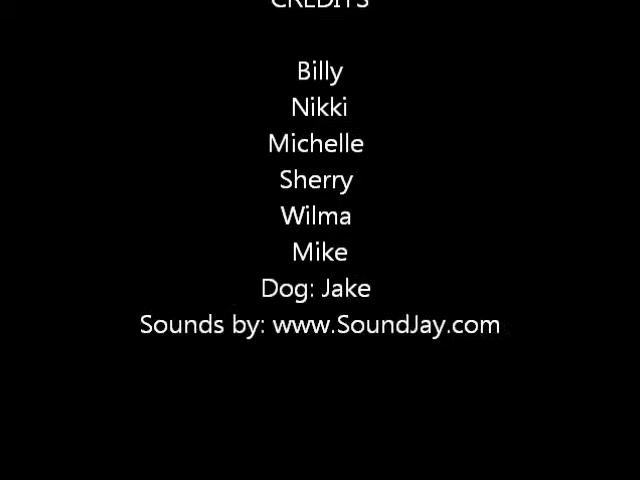 CREDITS
Billy
Nikki
Michelle
Sherry
Wilma
Mike
Dog: Jake
Sounds by: www.SoundJay.com